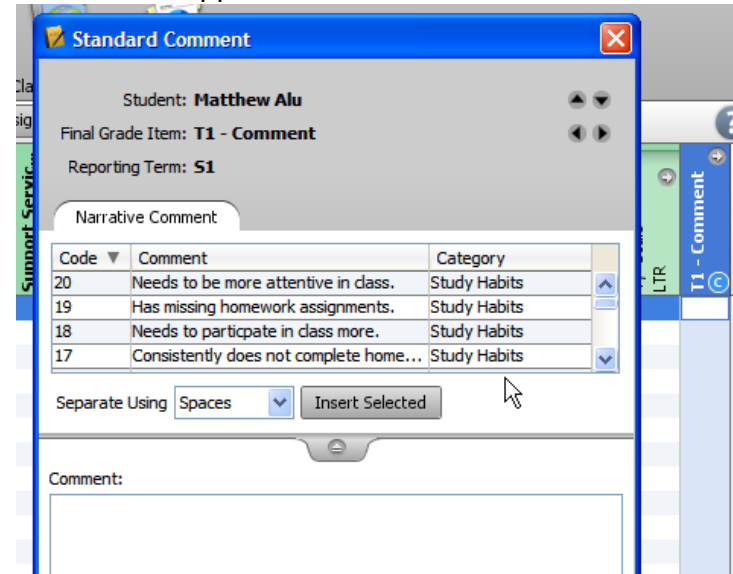 Standard Comment
Student: Matthew Alu
Final Grade Item: T1 - Comment
Reporting Term: S1
Narrative Comment
Code Comment Category
20 Needs to be more attentive in class. Study Habits
19 Has missing homework assignments. Study Habits
18 Needs to particpate in class more. Study Habits
17 Consistently does not complete home... Study Habits
Separate Using Spaces Insert Selected
Comment:
Support Servic...
LTR
T1 - Comment
C